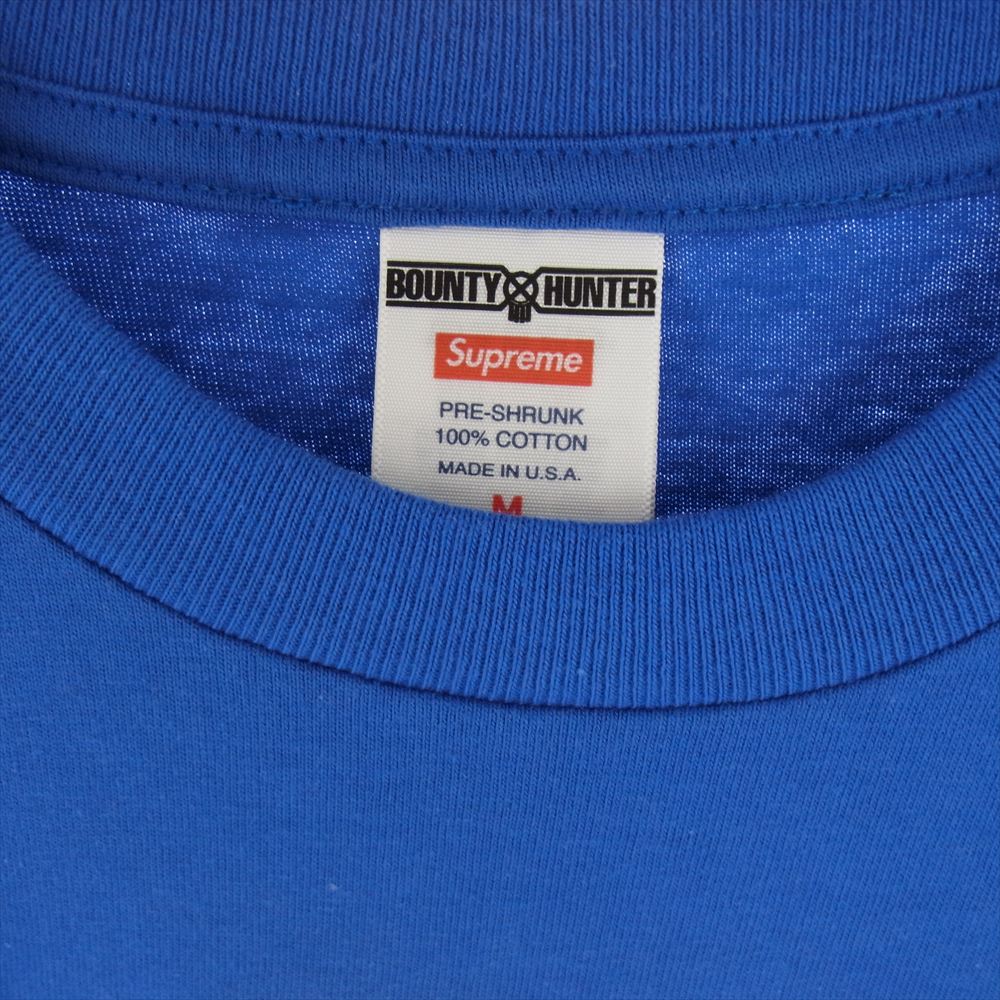 BOUNTY HUNTER
Supreme
PRE-SHRUNK
100% COTTON
MADE IN U.S.A.
M